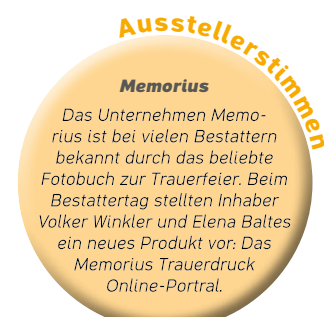 Ausstellerstimmen
Memorius
Das Unternehmen Memo-
rius ist bei vielen Bestattern
bekannt durch das beliebte
Fotobuch zur Trauerfeier. Beim
Bestattertag stellten Inhaber
Volker Winkler und Elena Baltes
ein neues Produkt vor: Das
Memorius Trauerdruck
Online-Portral.